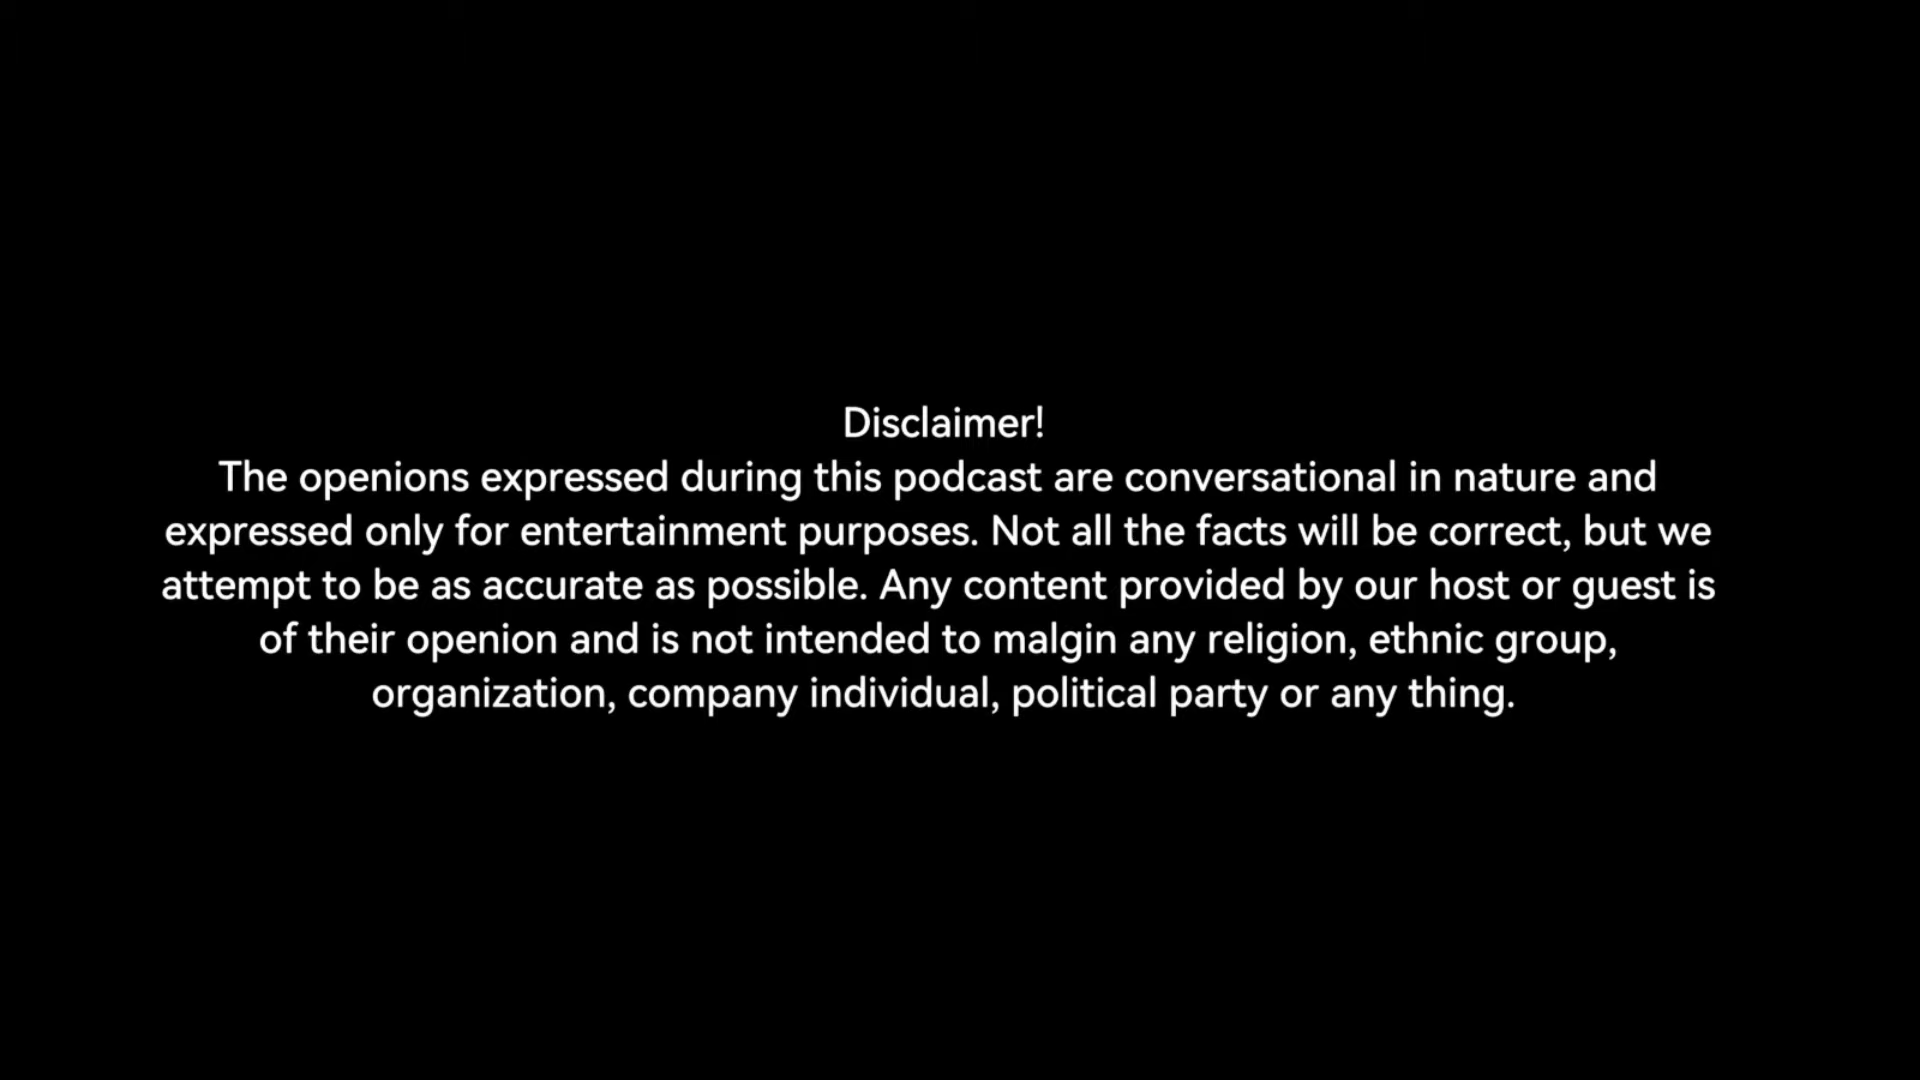 Disclaimer!
The openions expressed during this podcast are conversational in nature and
expressed only for entertainment purposes. Not all the facts will be correct, but we
attempt to be as accurate as possible. Any content provided by our host or guest is
of their openion and is not intended to malgin any religion, ethnic group,
organization, company individual, political party or any thing.